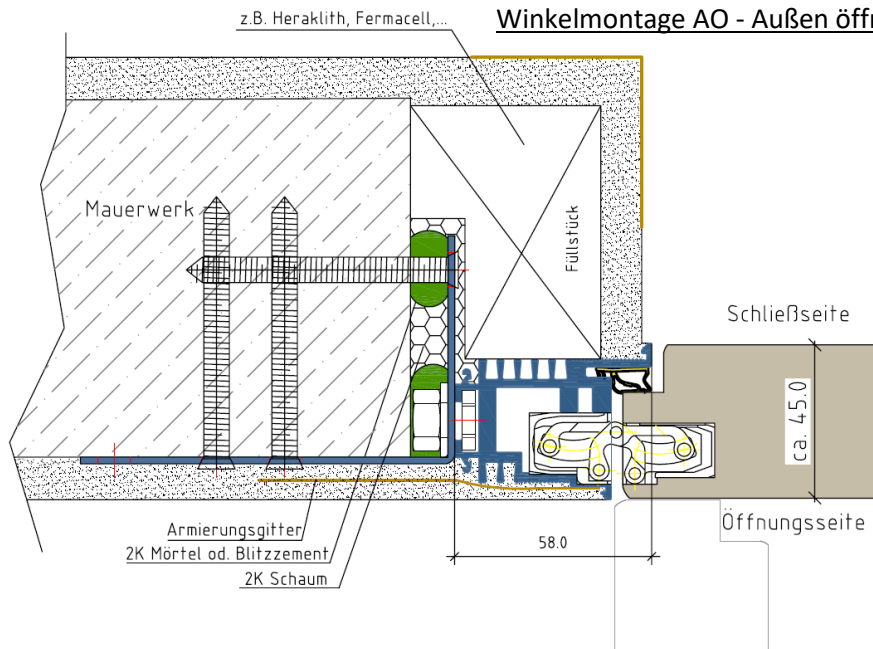 z.B. Heraklith, Fermacell,...
Winkelmontage AO - Außen öffn
Mauerwerk
Füllstück
Schließseite
ca. 45.0
Öffnungsseite
Armierungsgitter
2K Mörtel od. Blitzzement
2K Schaum
58.0